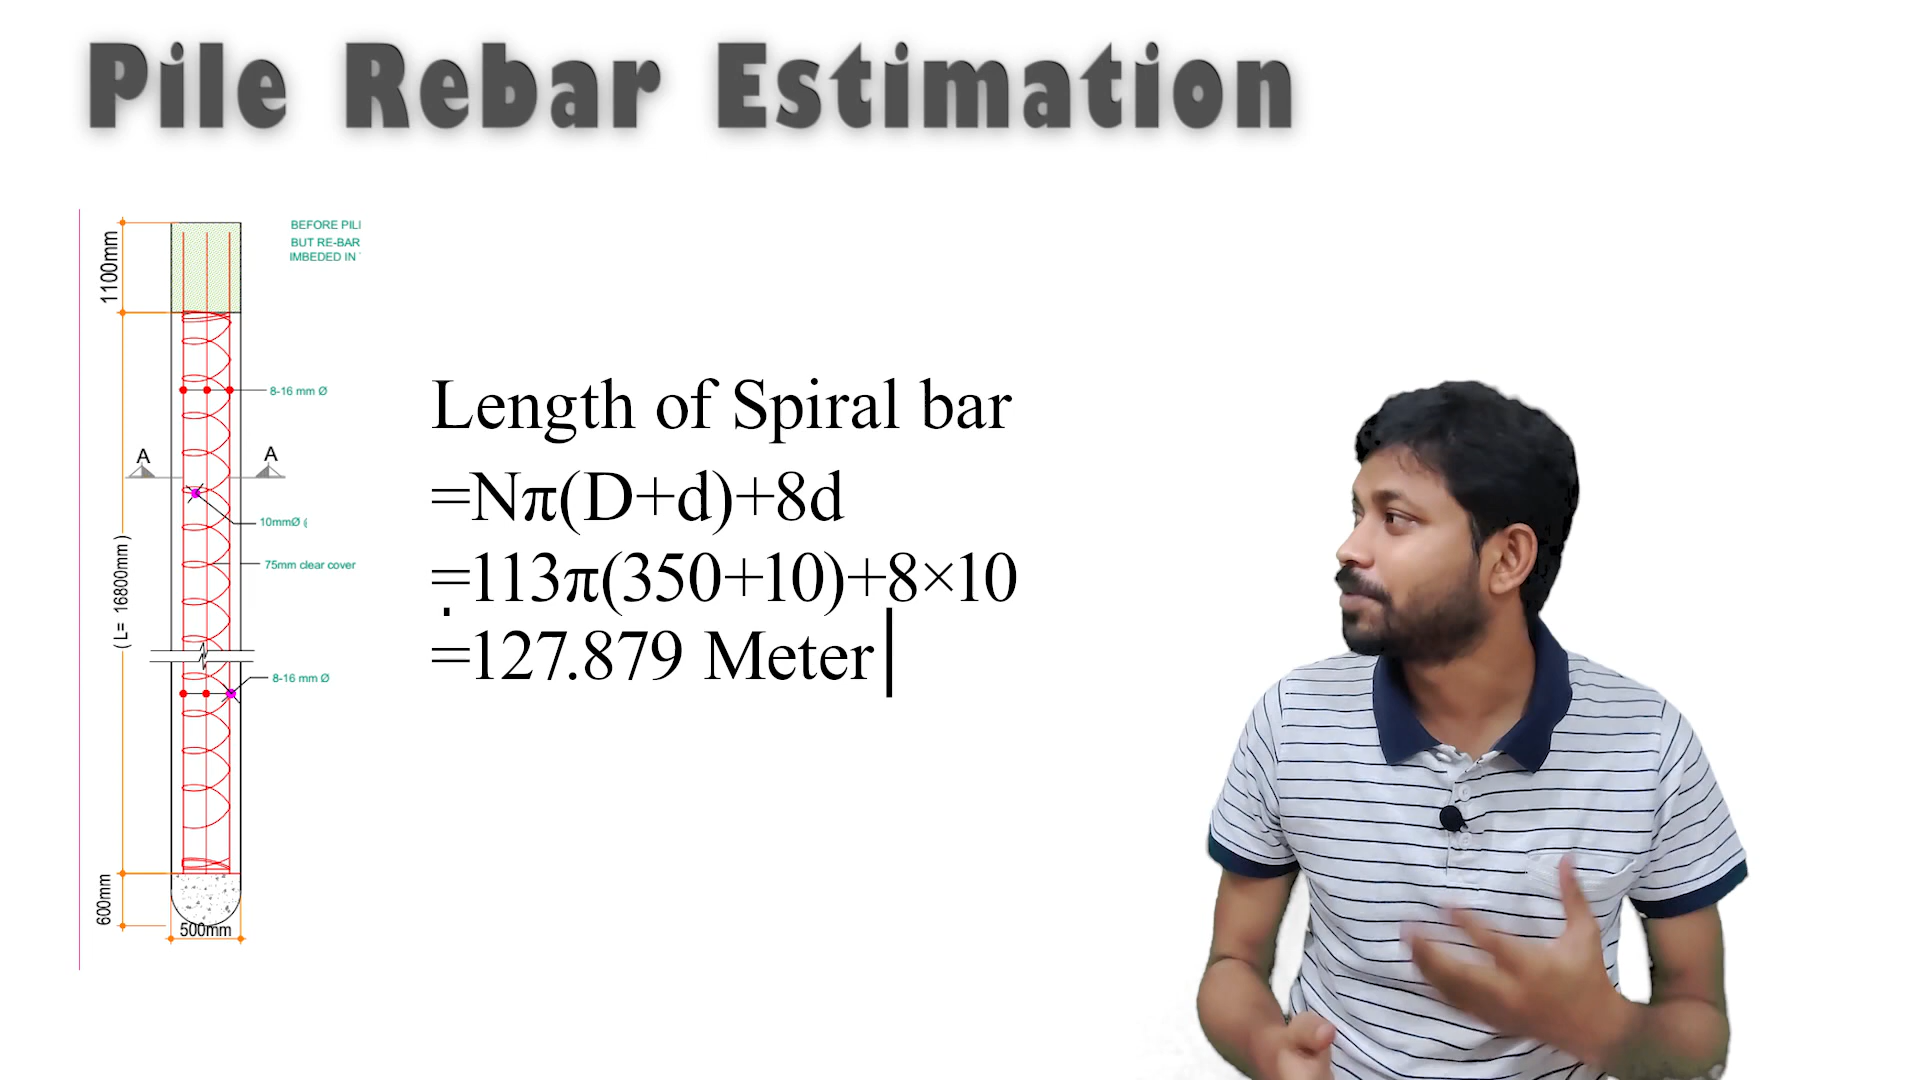 Pile Rebar Estimation
1100mm
BEFORE PILI
BUT RE-BAR
IMBEDED IN
8-16 mm Ø
A
A
10mmØ
75mm clear cover
( L= 16800mm )
8-16 mm Ø
600mm
500mm
Length of Spiral bar
=Nπ(D+d)+8d
=113π(350+10)+8×10
=127.879 Meter